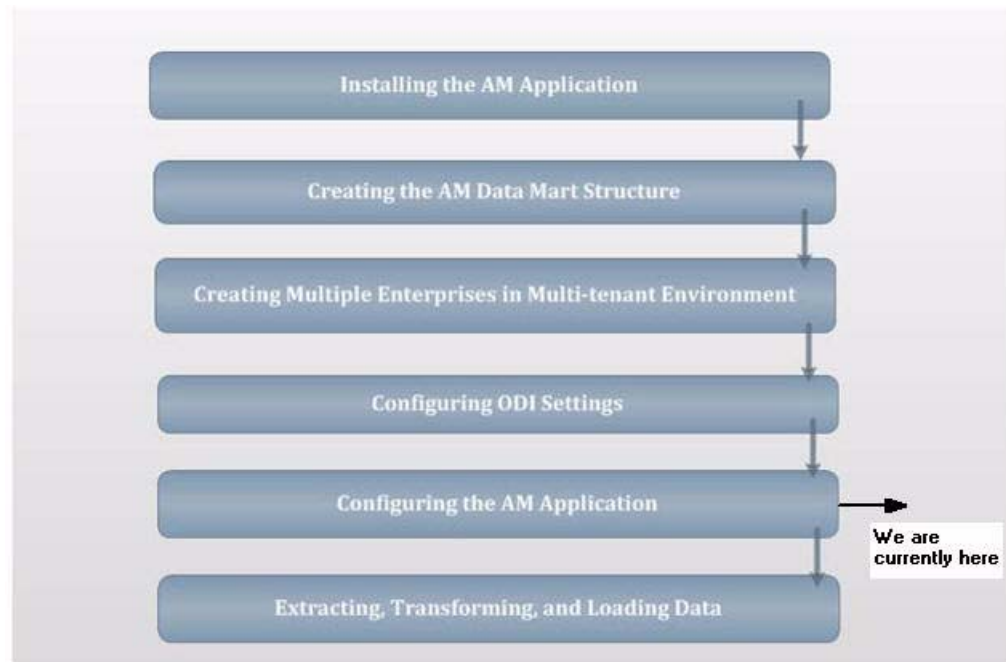 Installing the AM Application
Creating the AM Data Mart Structure
Creating Multiple Enterprises in Multi-tenant Environment
Configuring ODI Settings
Configuring the AM Application
We are
currently here
Extracting, Transforming, and Loading Data